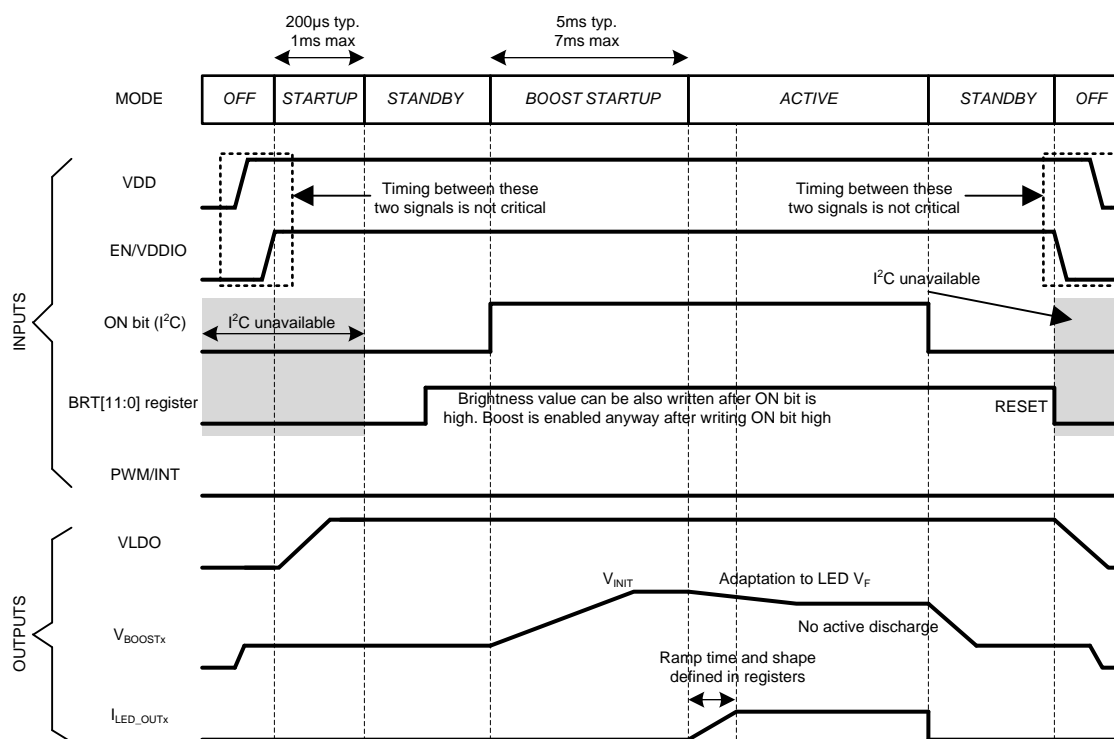 200µs typ.
1ms max
5ms typ.
7ms max
MODE
OFF
STARTUP
STANDBY
BOOST STARTUP
ACTIVE
STANDBY
OFF
INPUTS
VDD
Timing between these
two signals is not critical
Timing between these
two signals is not critical
EN/VDDIO
I²C unavailable
ON bit (I²C)
I²C unavailable
BRT[11:0] register
Brightness value can be also written after ON bit is
high. Boost is enabled anyway after writing ON bit high
RESET
PWM/INT
OUTPUTS
VLDO
V_INIT
Adaptation to LED V_F
V_BOOSTx
No active discharge
Ramp time and shape
defined in registers
I_LED_OUTx